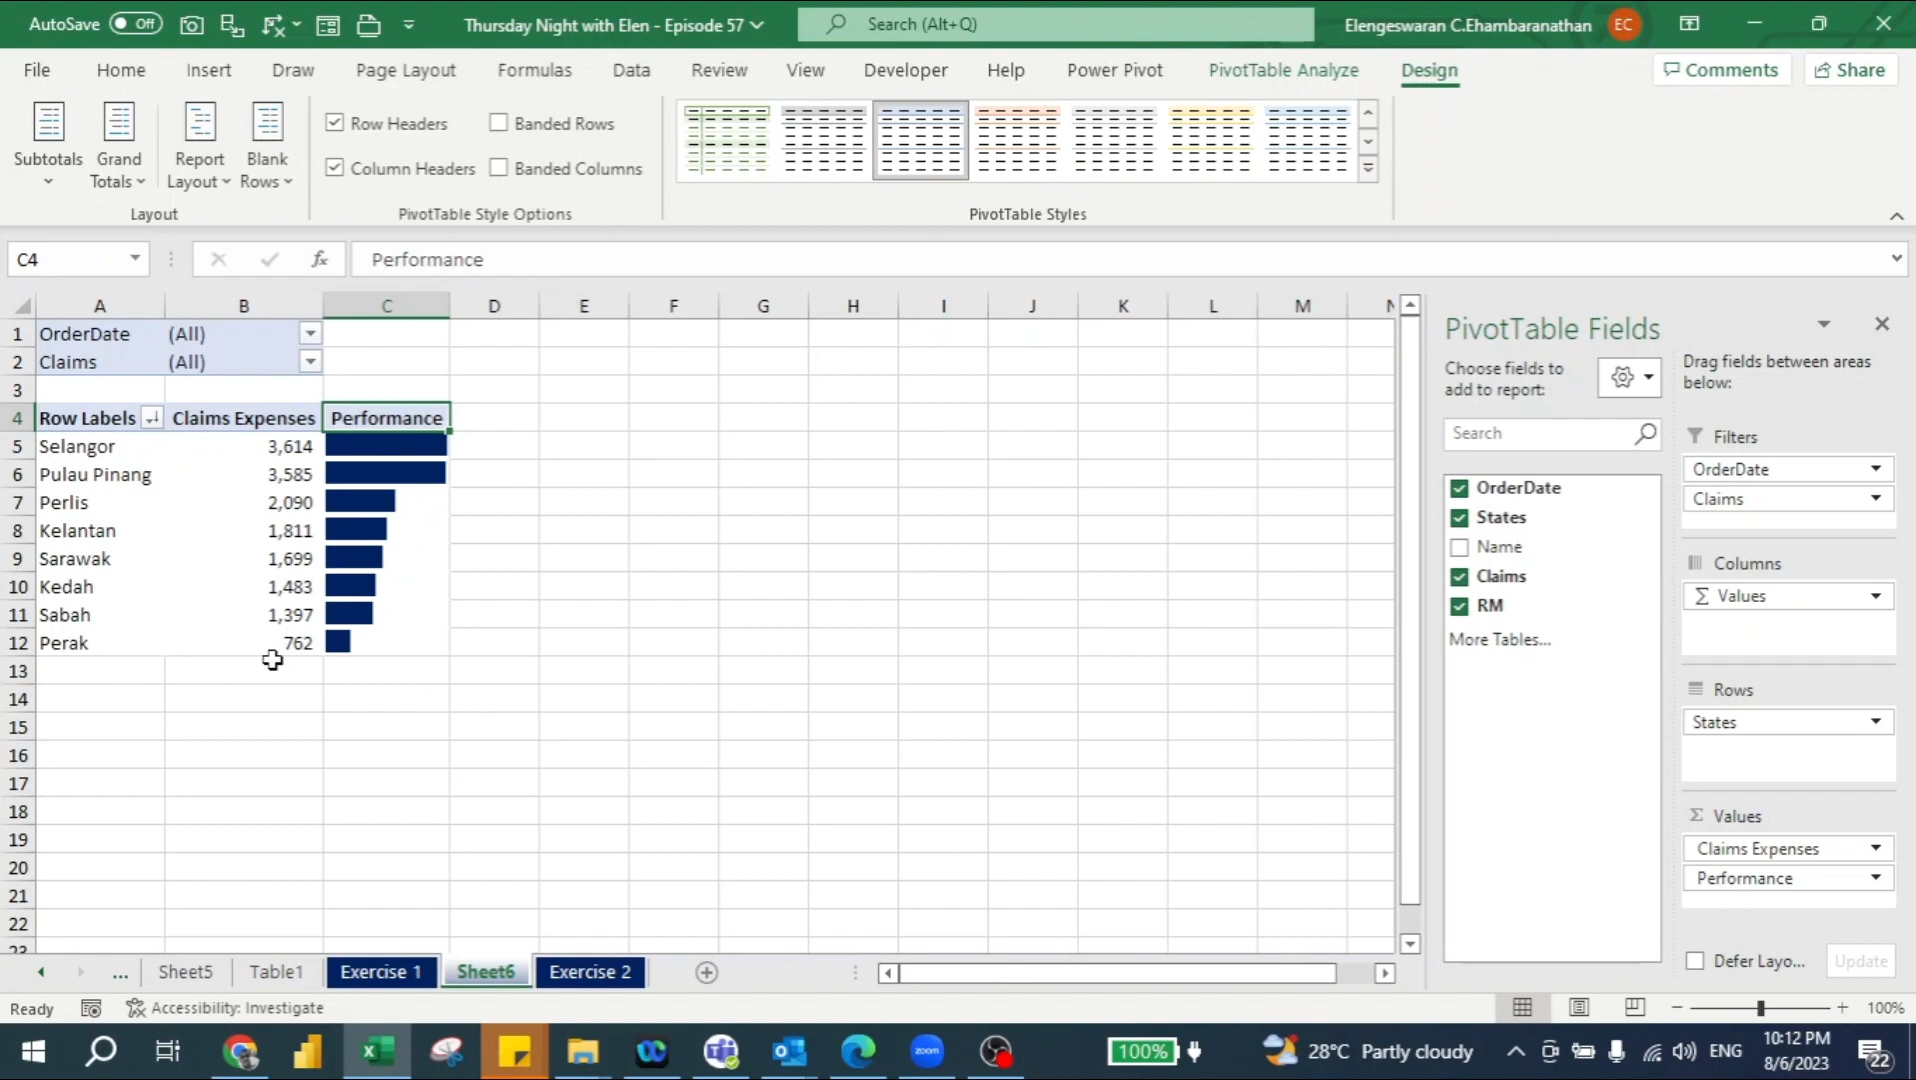 AutoSave Off Thursday Night with Elen - Episode 57 Search (Alt+Q) Elengeswaran C.Ehambaranathan EC
File Home Insert Draw Page Layout Formulas Data Review View Developer Help Power Pivot PivotTable Analyze Design Comments Share
Subtotals
Grand Totals
Report Layout
Blank Rows
Layout
Row Headers Banded Rows
Column Headers Banded Columns
PivotTable Style Options
PivotTable Styles
C4 fx Performance
A B C D E F G H I J K L M N
1 OrderDate (All)
2 Claims (All)
3
4 Row Labels Claims Expenses Performance
5 Selangor 3,614
6 Pulau Pinang 3,585
7 Perlis 2,090
8 Kelantan 1,811
9 Sarawak 1,699
10 Kedah 1,483
11 Sabah 1,397
12 Perak 762
13
14
15
16
17
18
19
20
21
22
23
PivotTable Fields
Choose fields to
add to report:
Search
OrderDate
States
Name
Claims
RM
More Tables...
Drag fields between areas
below:
Filters
OrderDate
Claims
Columns
Σ Values
Rows
States
Σ Values
Claims Expenses
Performance
Defer Layo... Update
... Sheet5 Table1 Exercise 1 Sheet6 Exercise 2
Ready Accessibility: Investigate 100%
zoom 100% 28°C Partly cloudy ENG 10:12 PM
8/6/2023
22